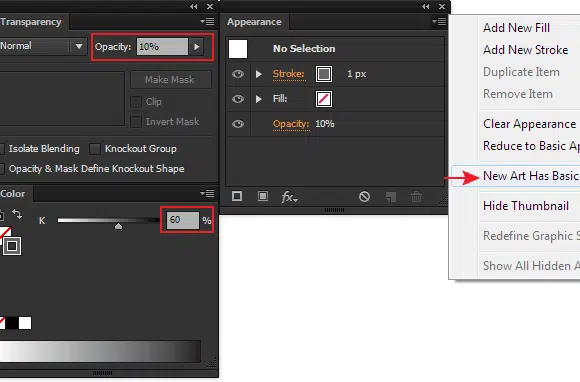 Transparency
Normal
Opacity: 10%
Make Mask
Clip
Invert Mask
Isolate Blending
Knockout Group
Opacity & Mask Define Knockout Shape
Color
K
60
%
Appearance
No Selection
Stroke: 1 px
Fill:
Opacity: 10%
fx
Add New Fill
Add New Stroke
Duplicate Item
Remove Item
Clear Appearance
Reduce to Basic Ap
New Art Has Basic
Hide Thumbnail
Redefine Graphic S
Show All Hidden A